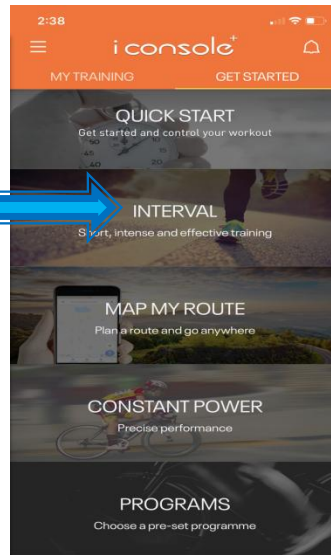 2:38
i console+
MY TRAINING GET STARTED
QUICK START
Get started and control your workout
INTERVAL
Short, intense and effective training
MAP MY ROUTE
Plan a route and go anywhere
CONSTANT POWER
Precise performance
PROGRAMS
Choose a pre-set programme